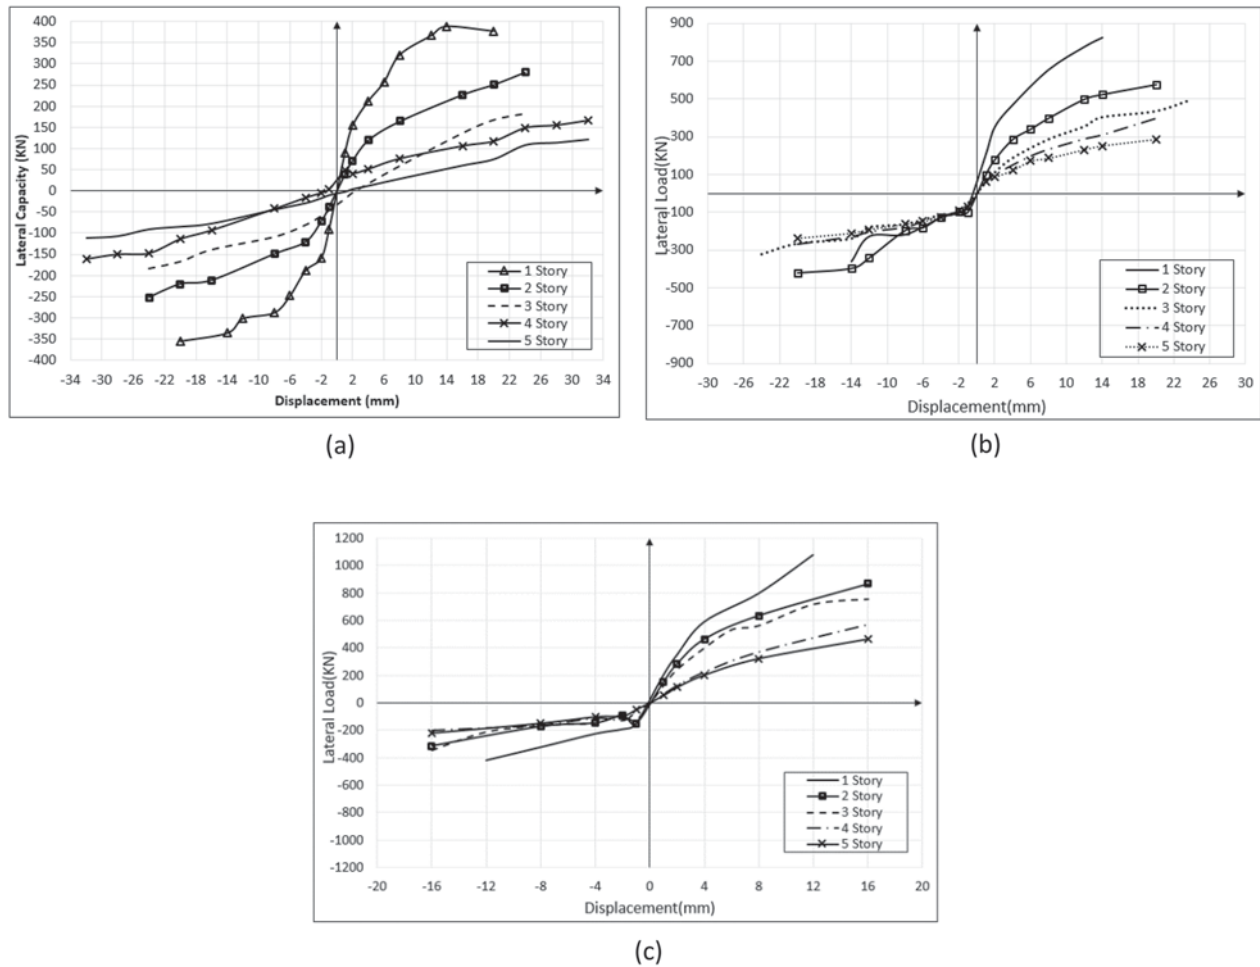 400
350
300
250
200
150
100
50
0
-50
-100
-150
-200
-250
-300
-350
-400
Lateral Capacity (KN)
-34 -30 -26 -22 -18 -14 -10 -6 -2 2 6 10 14 18 22 26 30 34
Displacement (mm)
1 Story
2 Story
3 Story
4 Story
5 Story
(a)
900
700
500
300
100
-100
-300
-500
-700
-900
Lateral Load(KN)
-30 -26 -22 -18 -14 -10 -6 -2 2 6 10 14 18 22 26 30
Displacement(mm)
1 Story
2 Story
3 Story
4 Story
5 Story
(b)
1200
1000
800
600
400
200
0
-200
-400
-600
-800
-1000
-1200
Lateral Load(KN)
-20 -16 -12 -8 -4 0 4 8 12 16 20
Displacement(mm)
1 Story
2 Story
3 Story
4 Story
5 Story
(c)